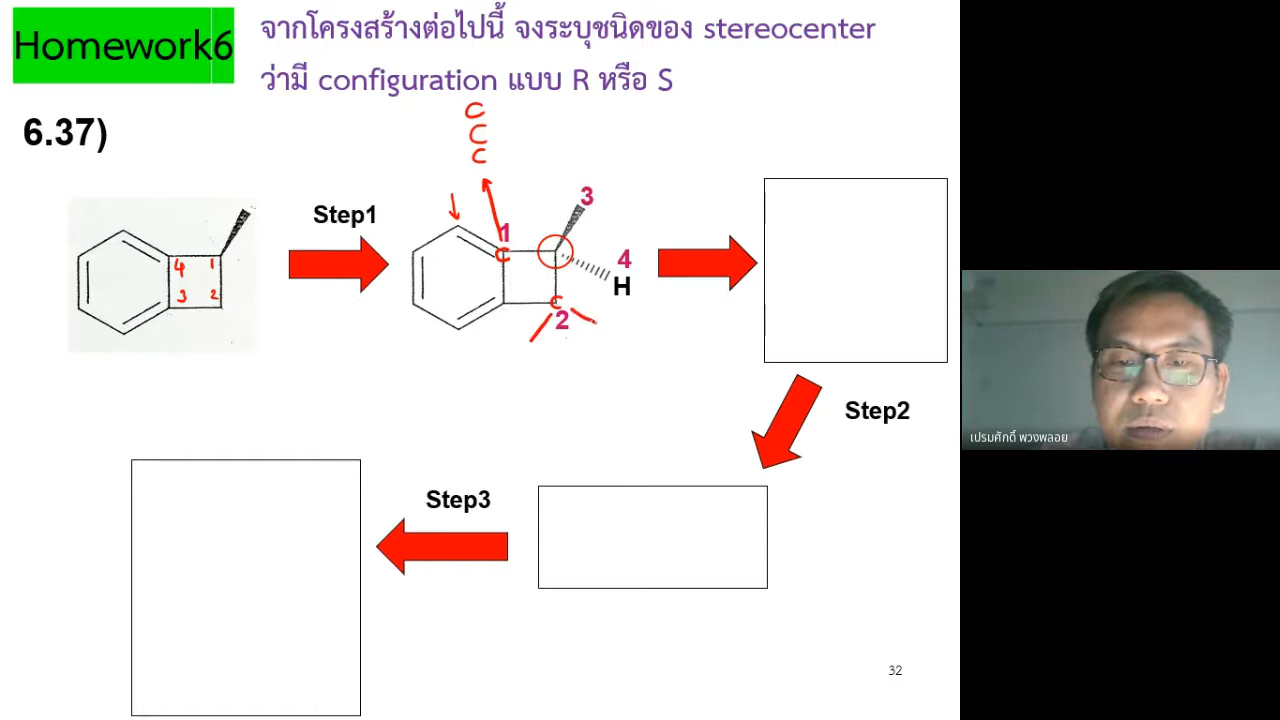 Homework6
จากโครงสร้างต่อไปนี้ จงระบุชนิดของ stereocenter
ว่ามี configuration แบบ R หรือ S
6.37)
C
C
C
Step1
3
1
C
4
H
C
2
4 1
3 2
Step2
Step3
เปรมศักดิ์ พวงพลอย
32